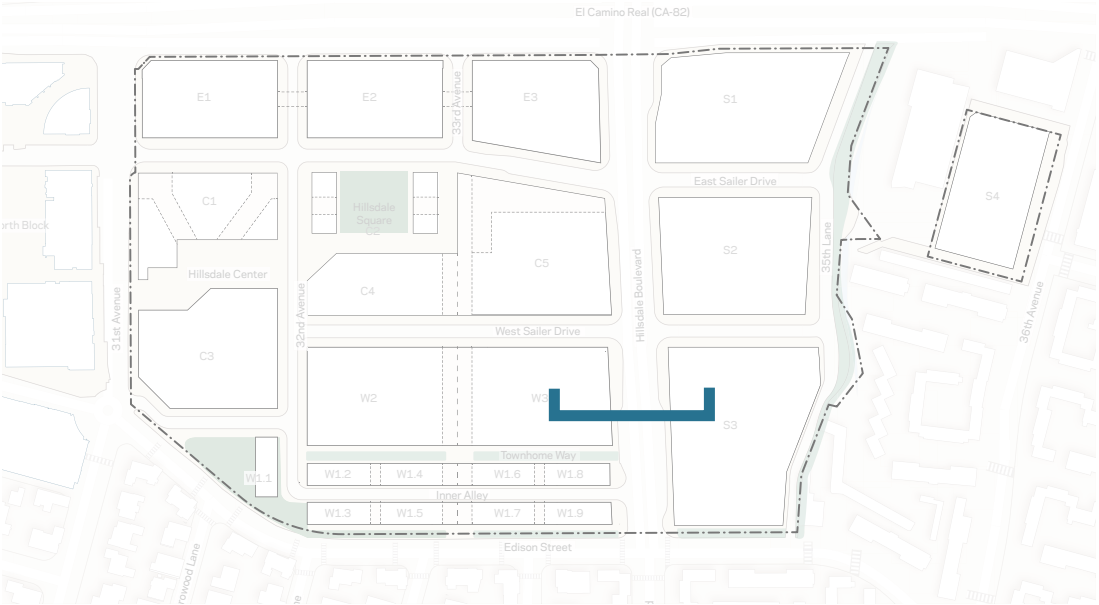 El Camino Real (CA-82)
E1
E2
33rd Avenue
E3
S1
East Sailer Drive
S4
C1
Hillsdale
Square
C2
orth Block
Hillsdale Center
C5
S2
35th Lane
Hillsdale Boulevard
C4
31st Avenue
32nd Avenue
36th Avenue
West Sailer Drive
C3
W2
W3
S3
Townhome Way
W1.1
W1.2
W1.4
W1.6
W1.8
Inner Alley
W1.3
W1.5
W1.7
W1.9
Edison Street
rowood Lane